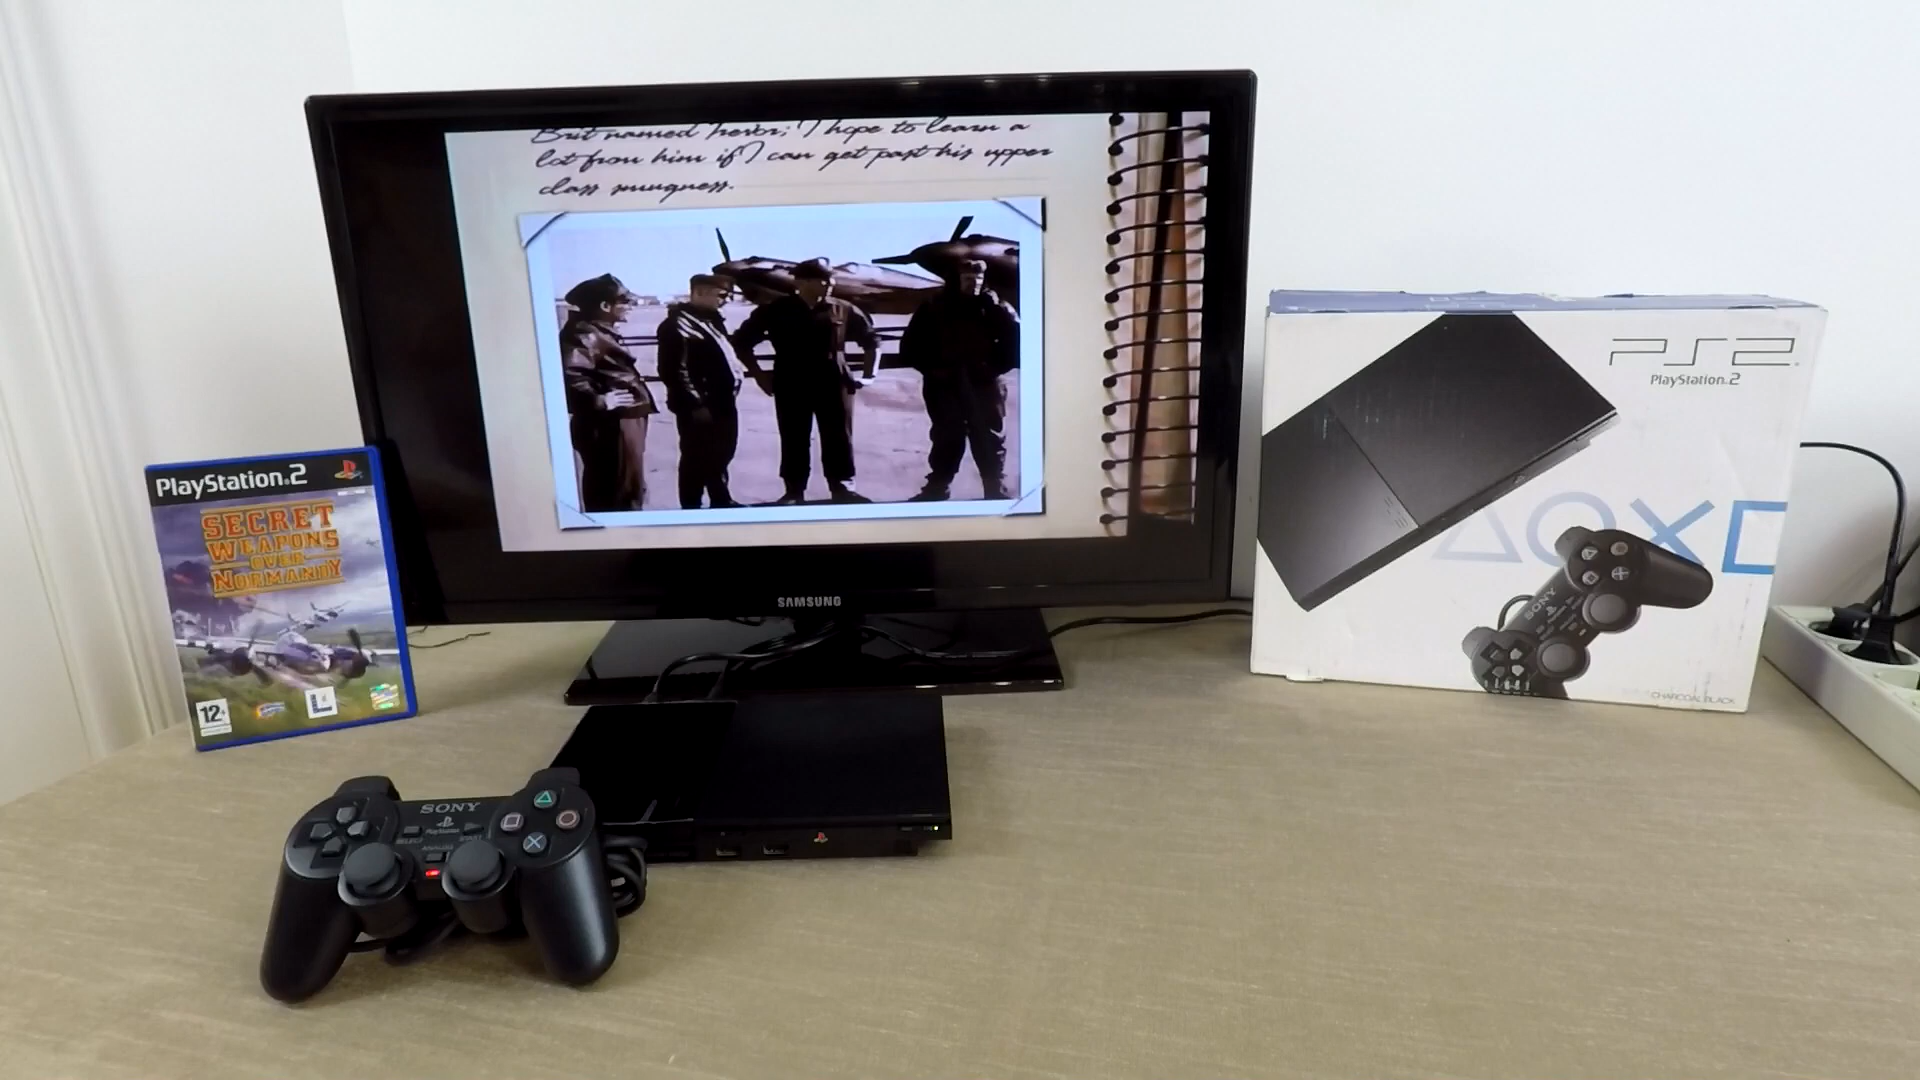 But named Trevor; I hope to learn a
lot from him if I can get past his upper
class smugness.
SAMSUNG
PlayStation 2
SECRET
WEAPONS
OVER
NORMANDY
12+
PS2
PlayStation 2
SONY
CHARCOAL BLACK
SONY
PlayStation
SELECT
START
ANALOG